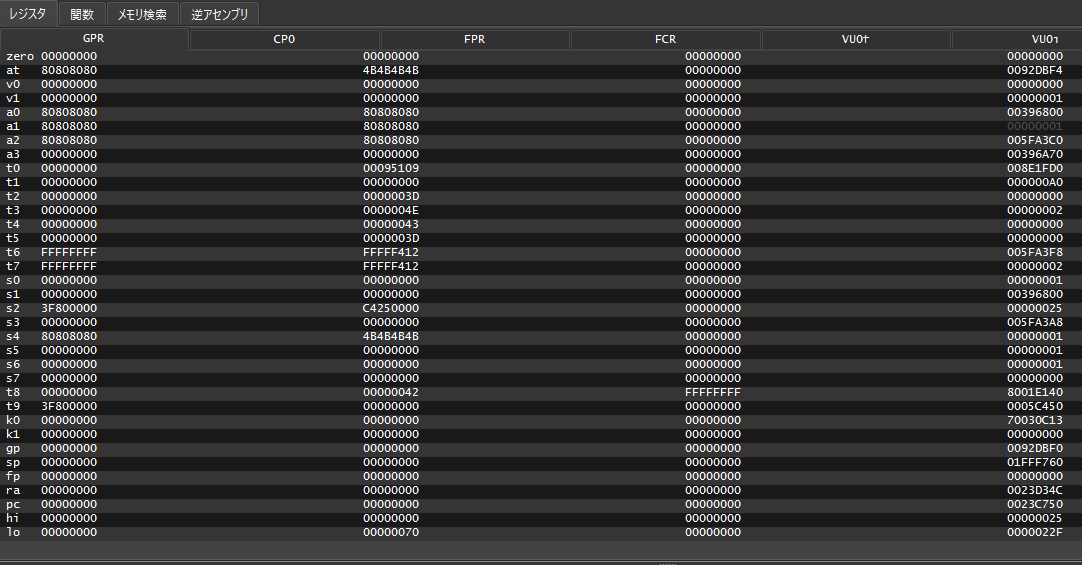 レジスタ 関数 メモリ検索 逆アセンブリ
GPR CP0 FPR FCR VU0f VU0i
zero 00000000 00000000 00000000 00000000
at 80808080 4B4B4B4B 00000000 0092DBF4
v0 00000000 00000000 00000000 00000000
v1 00000000 00000000 00000000 00000001
a0 80808080 80808080 00000000 00396800
a1 80808080 80808080 00000000 00000001
a2 80808080 80808080 00000000 005FA3C0
a3 00000000 00000000 00000000 00396A70
t0 00000000 00095109 00000000 008E1FD0
t1 00000000 00000000 00000000 000000A0
t2 00000000 0000003D 00000000 00000000
t3 00000000 0000004E 00000000 00000002
t4 00000000 00000043 00000000 00000000
t5 00000000 0000003D 00000000 00000000
t6 FFFFFFFF FFFFF412 00000000 005FA3F8
t7 FFFFFFFF FFFFF412 00000000 00000002
s0 00000000 00000000 00000000 00000001
s1 00000000 00000000 00000000 00396800
s2 3F800000 C4250000 00000000 00000025
s3 00000000 00000000 00000000 005FA3A8
s4 80808080 4B4B4B4B 00000000 00000001
s5 00000000 00000000 00000000 00000001
s6 00000000 00000000 00000000 00000001
s7 00000000 00000000 00000000 00000000
t8 00000000 00000042 FFFFFFFF 8001E140
t9 3F800000 00000000 00000000 0005C450
k0 00000000 00000000 00000000 70030C13
k1 00000000 00000000 00000000 00000000
gp 00000000 00000000 00000000 0092DBF0
sp 00000000 00000000 00000000 01FFF760
fp 00000000 00000000 00000000 00000000
ra 00000000 00000000 00000000 0023D34C
pc 00000000 00000000 00000000 0023C750
hi 00000000 00000000 00000000 00000025
lo 00000000 00000070 00000000 0000022F